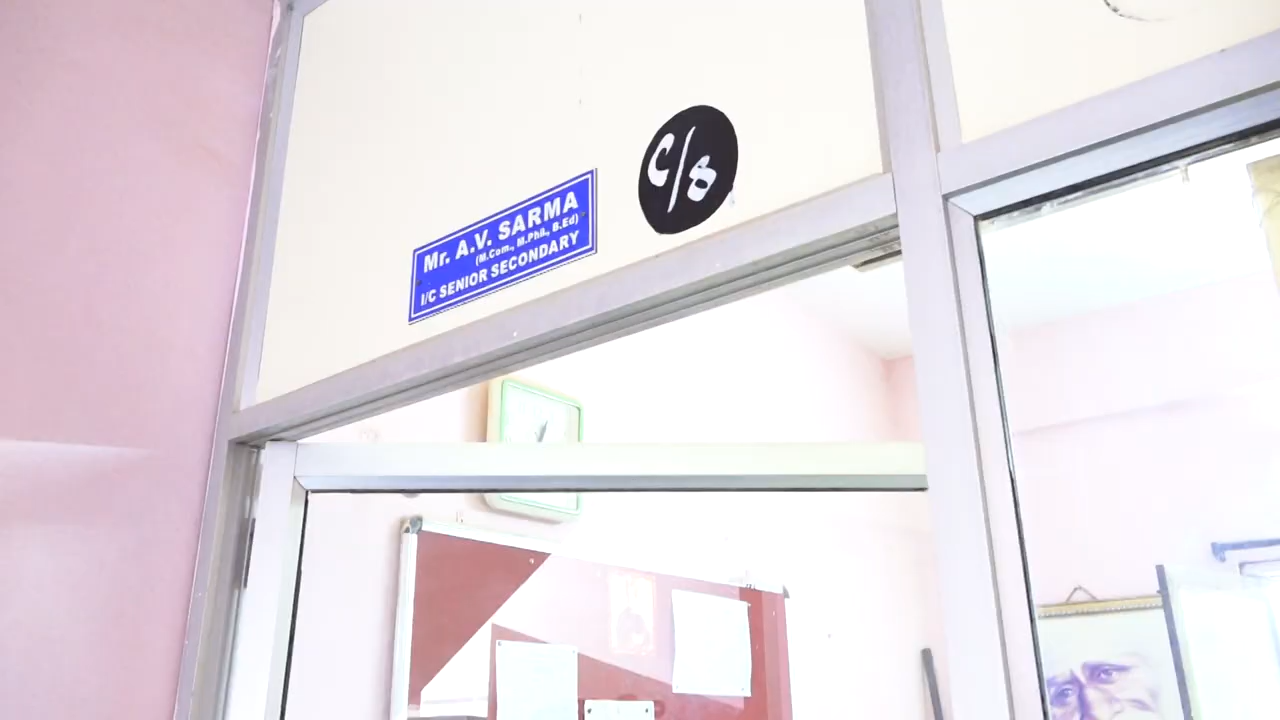 Mr. A.V. SARMA
(M.Com., M.Phil., B.Ed)
I/C SENIOR SECONDARY
C/8